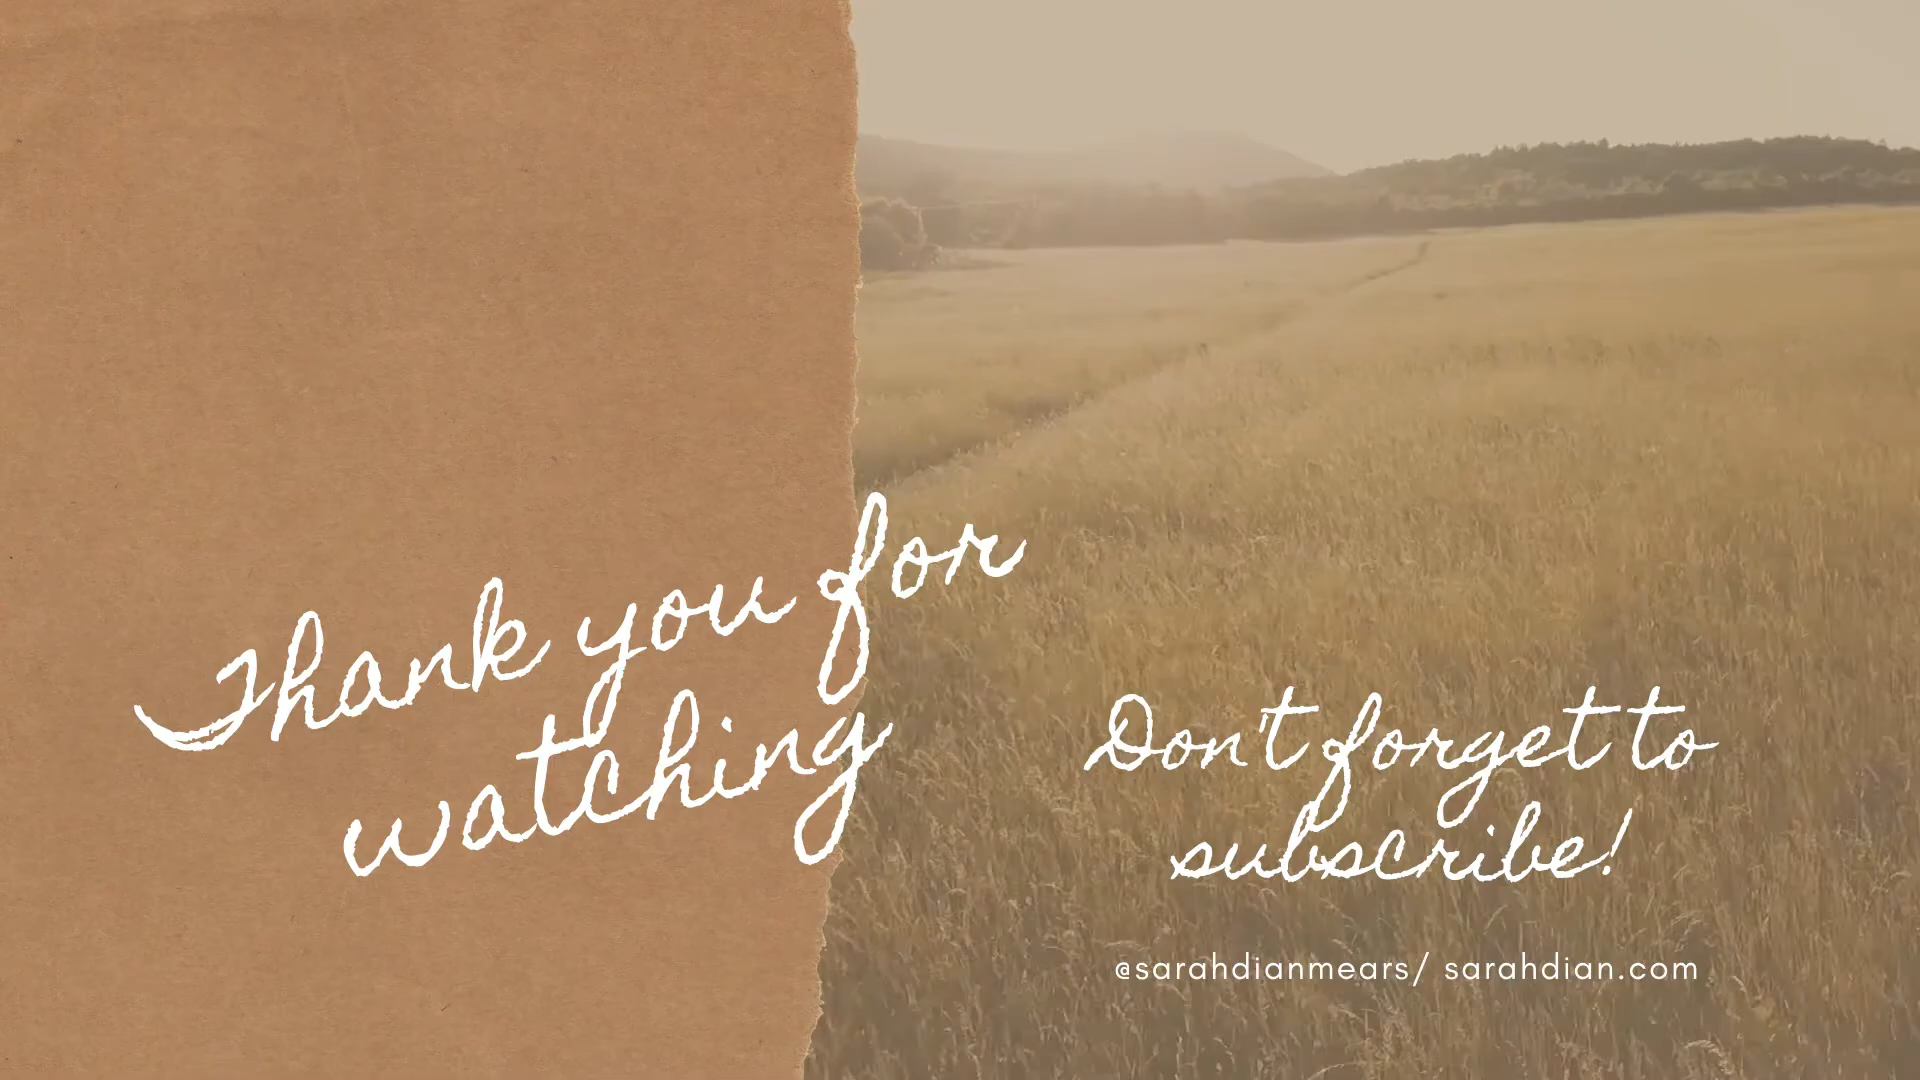 Thank you for
watching
Don't forget to
subscribe!
@sarahdianmears/ sarahdian.com